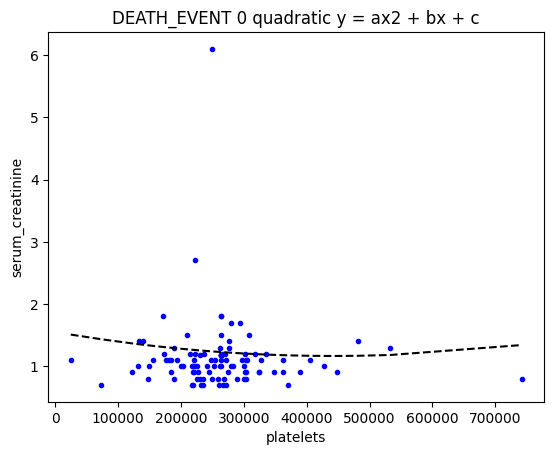 DEATH_EVENT 0 quadratic y = ax2 + bx + c
6
5
4
3
2
1
serum_creatinine
0 100000 200000 300000 400000 500000 600000 700000
platelets